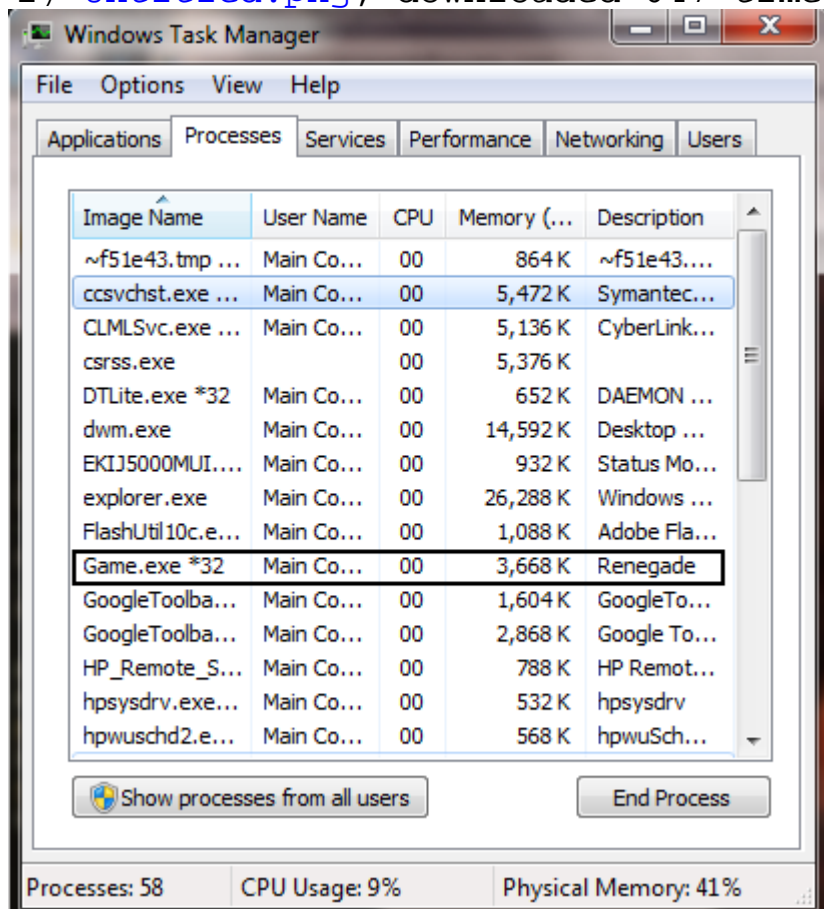 Windows Task Manager
File Options View Help
Applications Processes Services Performance Networking Users
Image Name User Name CPU Memory (... Description
~f51e43.tmp ... Main Co... 00 864 K ~f51e43....
ccsvchst.exe ... Main Co... 00 5,472 K Symantec...
CLMLSvc.exe ... Main Co... 00 5,136 K CyberLink...
csrss.exe 00 5,376 K
DTLite.exe *32 Main Co... 00 652 K DAEMON ...
dwm.exe Main Co... 00 14,592 K Desktop ...
EKIJ5000MUI.... Main Co... 00 932 K Status Mo...
explorer.exe Main Co... 00 26,288 K Windows ...
FlashUtil10c.e... Main Co... 00 1,088 K Adobe Fla...
Game.exe *32 Main Co... 00 3,668 K Renegade
GoogleToolba... Main Co... 00 1,604 K GoogleTo...
GoogleToolba... Main Co... 00 2,868 K Google To...
HP_Remote_S... Main Co... 00 788 K HP Remot...
hpsysdrv.exe... Main Co... 00 532 K hpsysdrv
hpwuschd2.e... Main Co... 00 568 K hpwuSch...
Show processes from all users End Process
Processes: 58 CPU Usage: 9% Physical Memory: 41%